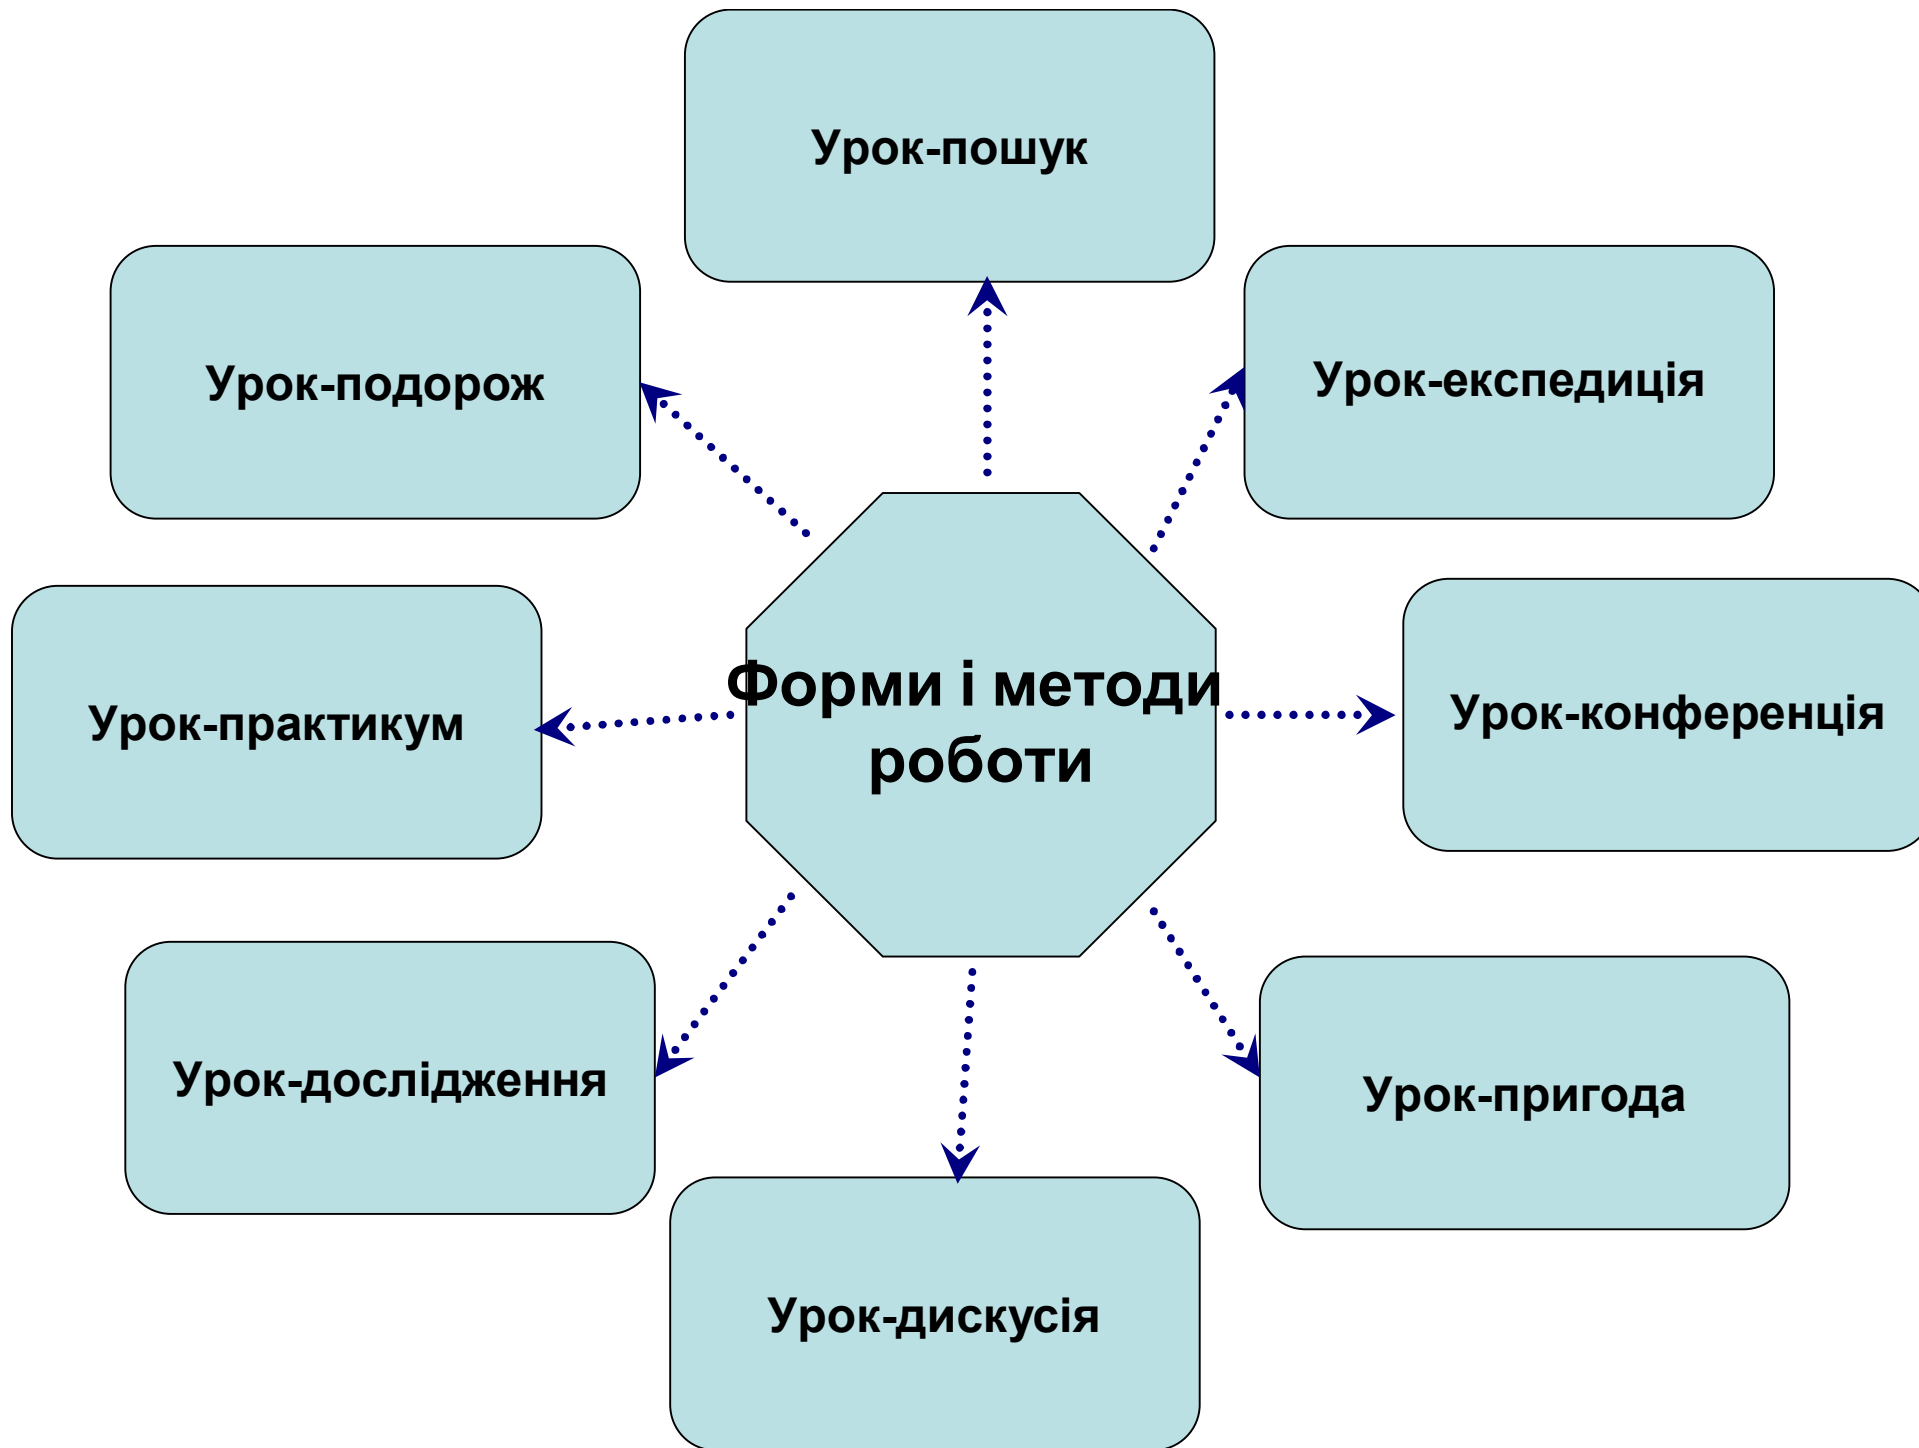 Урок-пошук
Урок-подорож
Урок-експедиція
Форми і методи
роботи
Урок-практикум
Урок-конференція
Урок-дослідження
Урок-пригода
Урок-дискусія